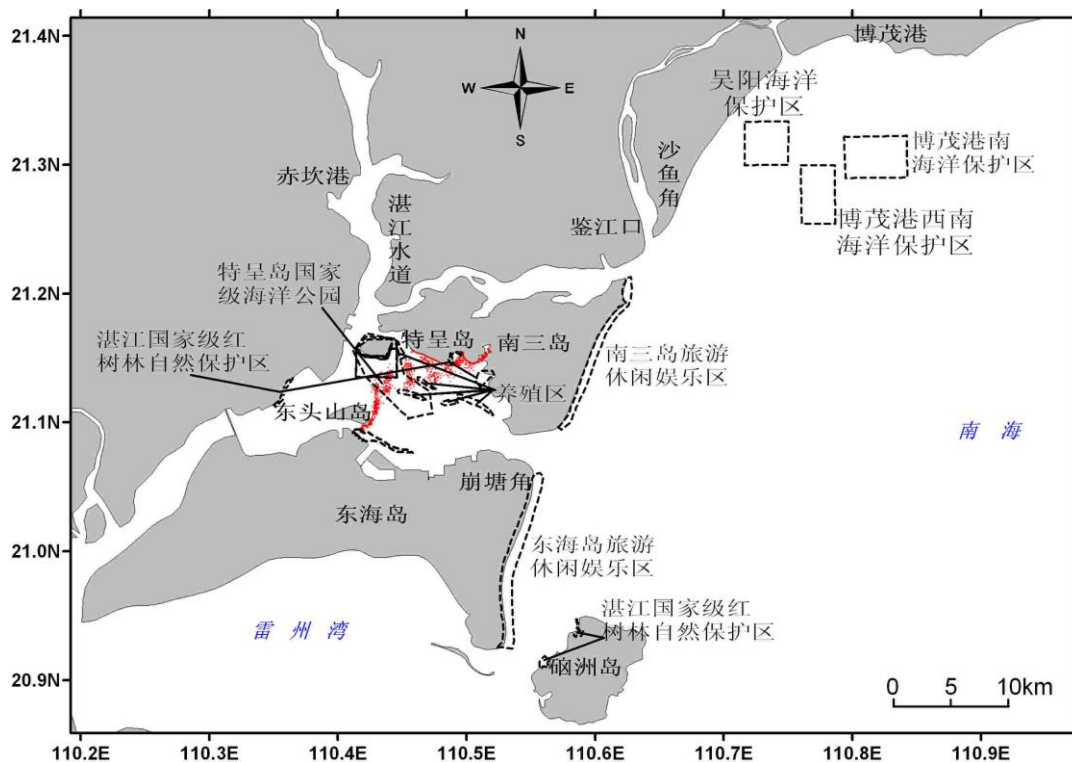 21.4N
博茂港
N
W
E
S
吴阳海洋
保护区
21.3N
赤坎港
湛
江
水
道
沙
鱼
角
博茂港南
海洋保护区
鉴江口
博茂港西南
海洋保护区
特呈岛国家
级海洋公园
21.2N
湛江国家级红
树林自然保护区
特呈岛
南三岛
南三岛旅游
休闲娱乐区
养殖区
东头山岛
21.1N
南 海
崩塘角
东海岛
东海岛旅游
休闲娱乐区
21.0N
雷 州 湾
湛江国家级红
树林自然保护区
硇洲岛
20.9N
0 5 10km
110.2E 110.3E 110.4E 110.5E 110.6E 110.7E 110.8E 110.9E